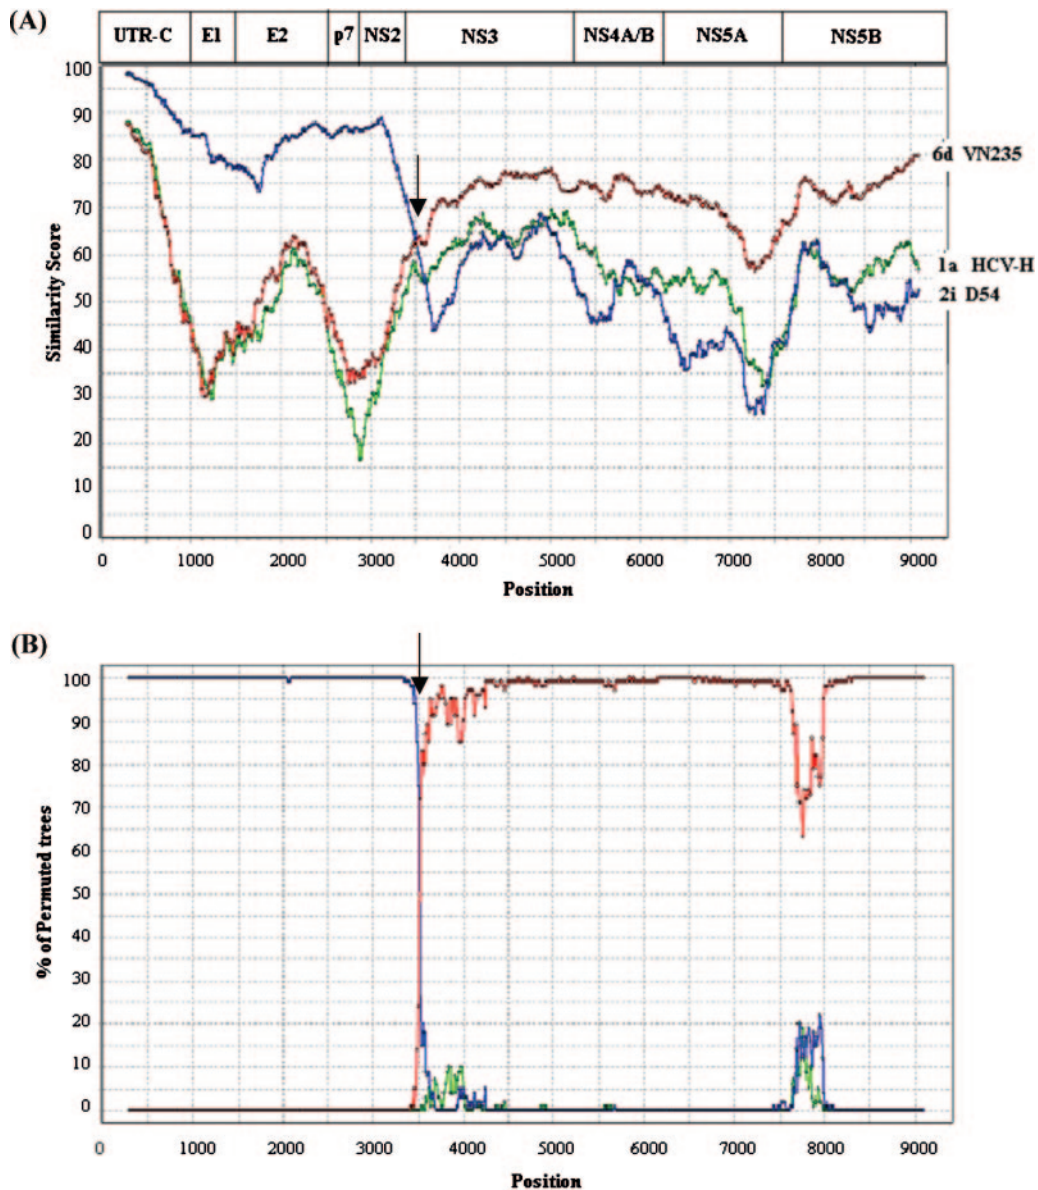 (A)
UTR-C E1 E2 p7 NS2 NS3 NS4A/B NS5A NS5B
100
90
80
70
60
50
40
30
20
10
0
Similarity Score
6d VN235
1a HCV-H
2i D54
0 1000 2000 3000 4000 5000 6000 7000 8000 9000
Position
(B)
100
90
80
70
60
50
40
30
20
10
0
% of Permuted trees
0 1000 2000 3000 4000 5000 6000 7000 8000 9000
Position